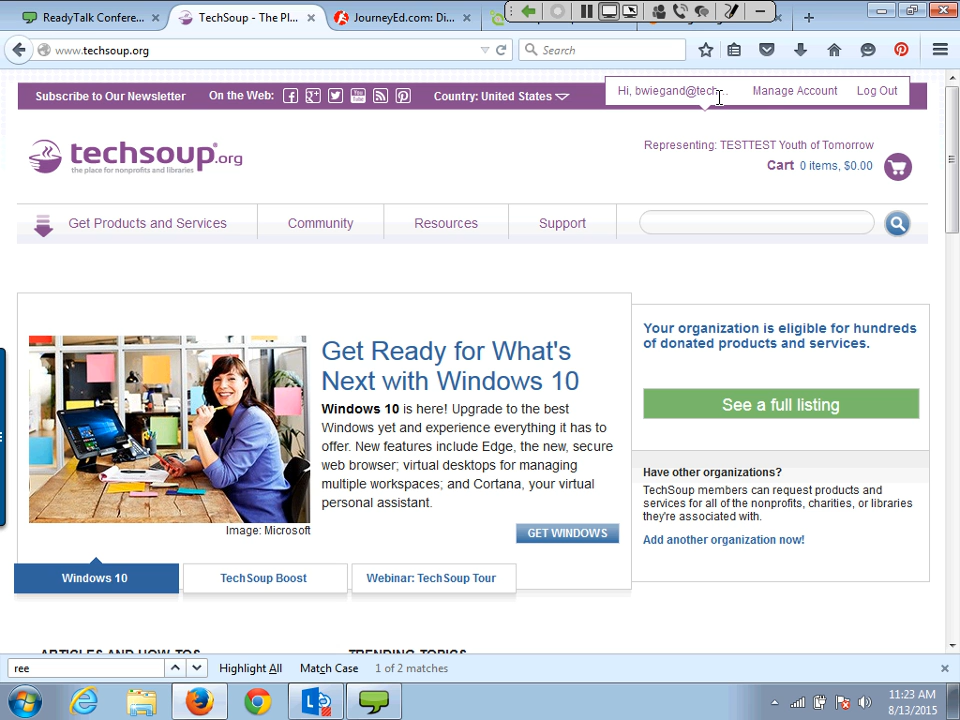 ReadyTalk Confere...
TechSoup - The Pl...
JourneyEd.com: Di...
www.techsoup.org
Search
Subscribe to Our Newsletter
On the Web:
Country: United States
Hi, bwiegand@tech...
Manage Account
Log Out
techsoup.org
the place for nonprofits and libraries
Representing: TESTTEST Youth of Tomorrow
Cart 0 items, $0.00
Get Products and Services
Community
Resources
Support
Get Ready for What's
Next with Windows 10
Windows 10 is here! Upgrade to the best
Windows yet and experience everything it has to
offer. New features include Edge, the new, secure
web browser; virtual desktops for managing
multiple workspaces; and Cortana, your virtual
personal assistant.
Image: Microsoft
GET WINDOWS
Your organization is eligible for hundreds
of donated products and services.
See a full listing
Have other organizations?
TechSoup members can request products and
services for all of the nonprofits, charities, or libraries
they're associated with.
Add another organization now!
Windows 10
TechSoup Boost
Webinar: TechSoup Tour
ARTICLES AND HOW-TOS
TRENDING TOPICS
ree
Highlight All
Match Case
1 of 2 matches
11:23 AM
8/13/2015